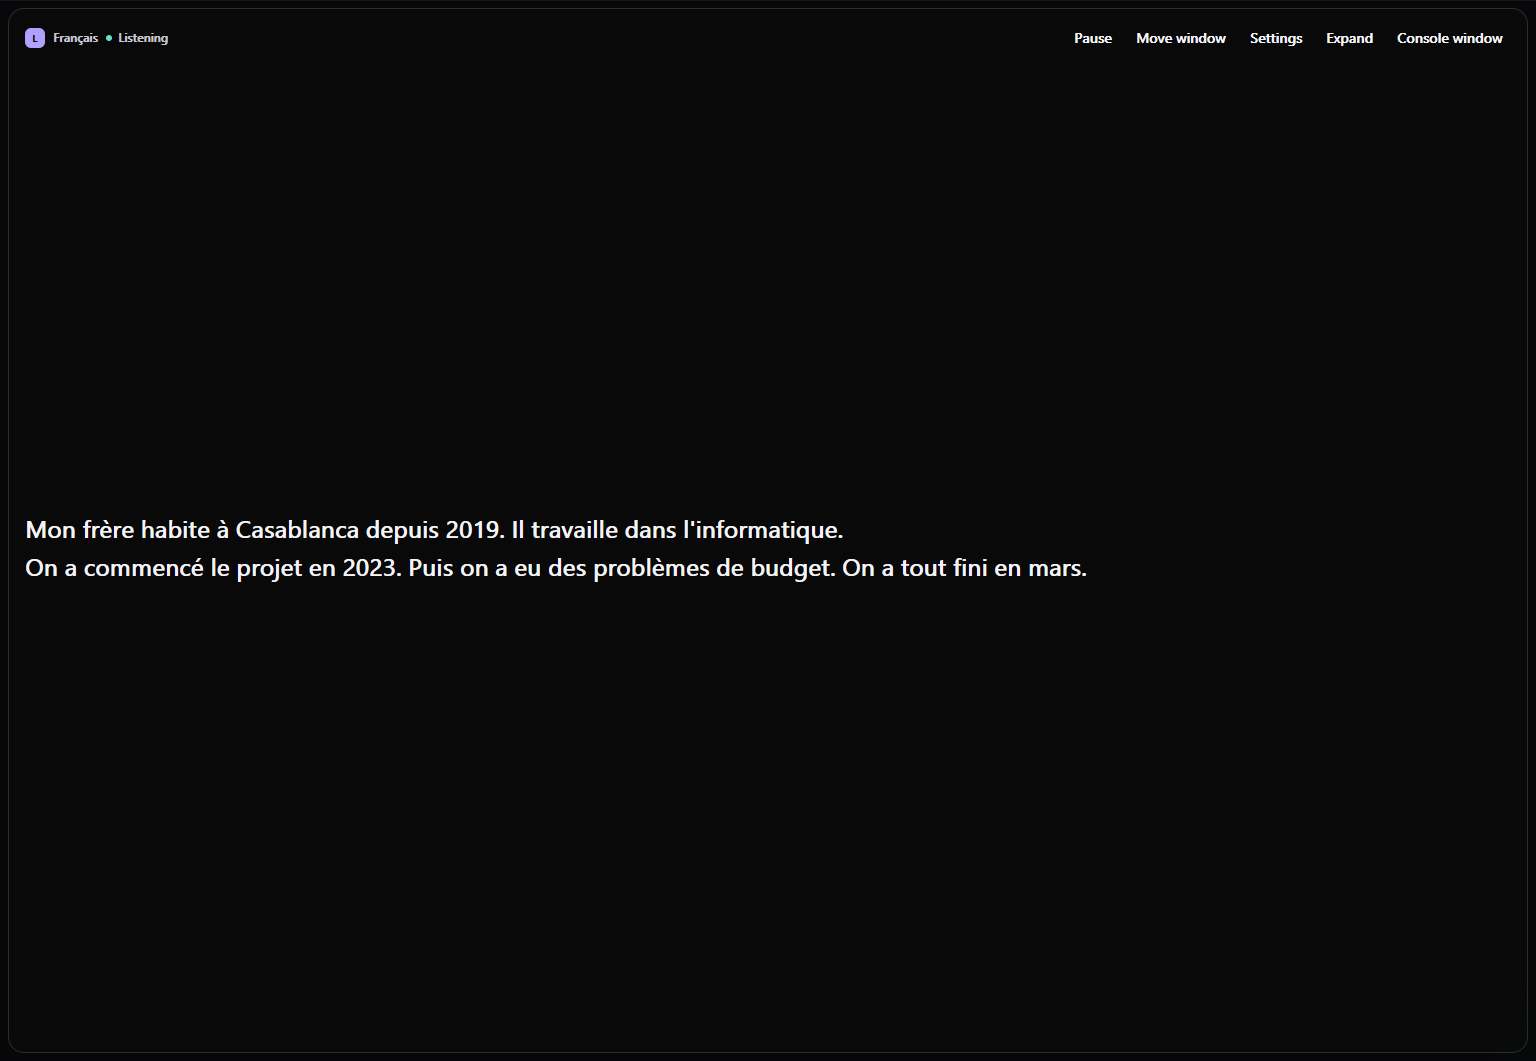 L Français Listening Pause Move window Settings Expand Console window
Mon frère habite à Casablanca depuis 2019. Il travaille dans l'informatique.
On a commencé le projet en 2023. Puis on a eu des problèmes de budget. On a tout fini en mars.